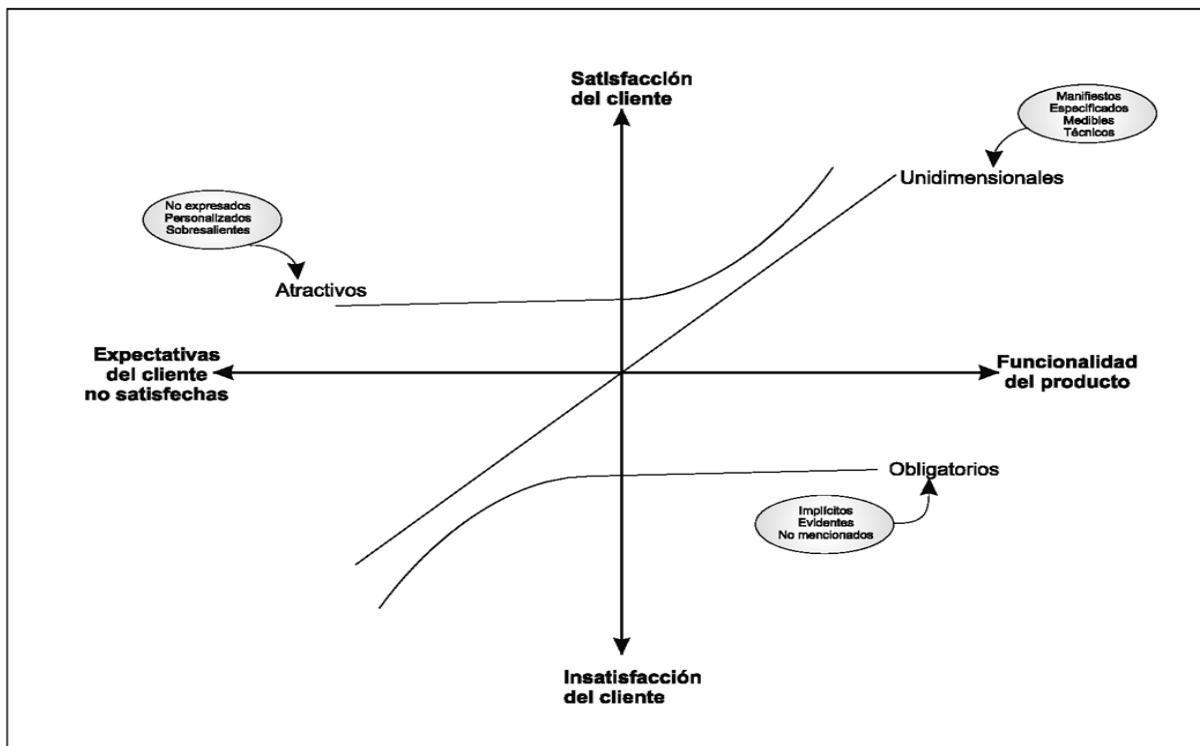 Satisfacción
del cliente
Manifiestos
Especificados
Medibles
Técnicos
Unidimensionales
No expresados
Personalizados
Sobresalientes
Atractivos
Expectativas
del cliente
no satisfechas
Funcionalidad
del producto
Obligatorios
Implícitos
Evidentes
No mencionados
Insatisfacción
del cliente